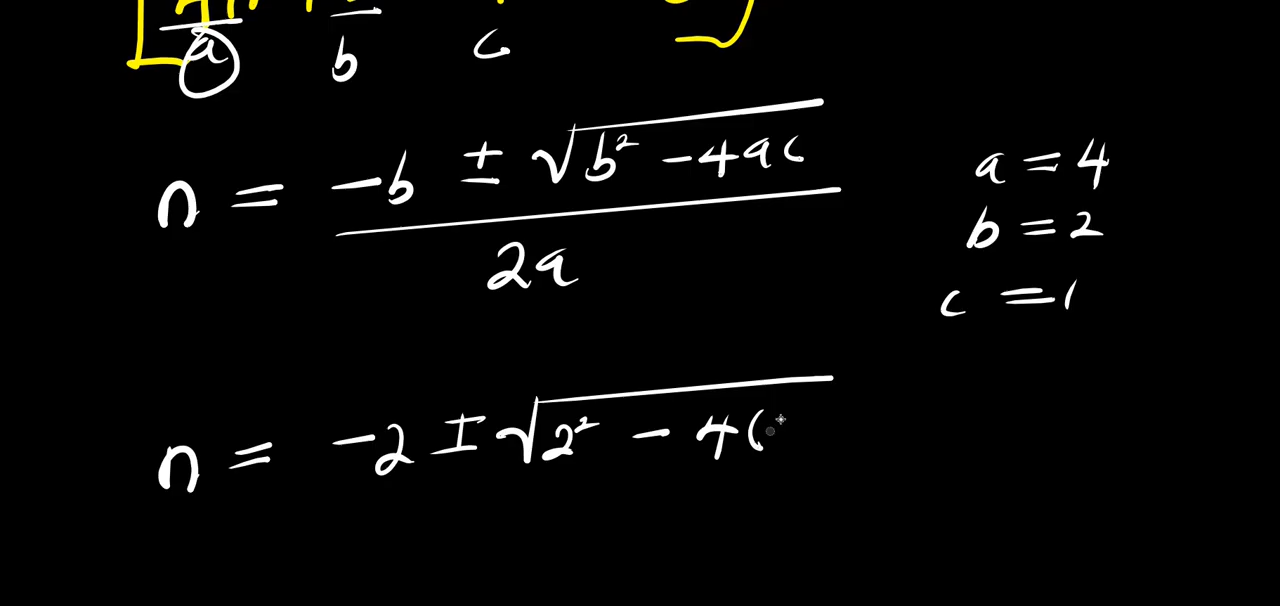 a b c
n = -b ± √b² - 4ac
2a
a = 4
b = 2
c = 1
n = -2 ± √2² - 4(